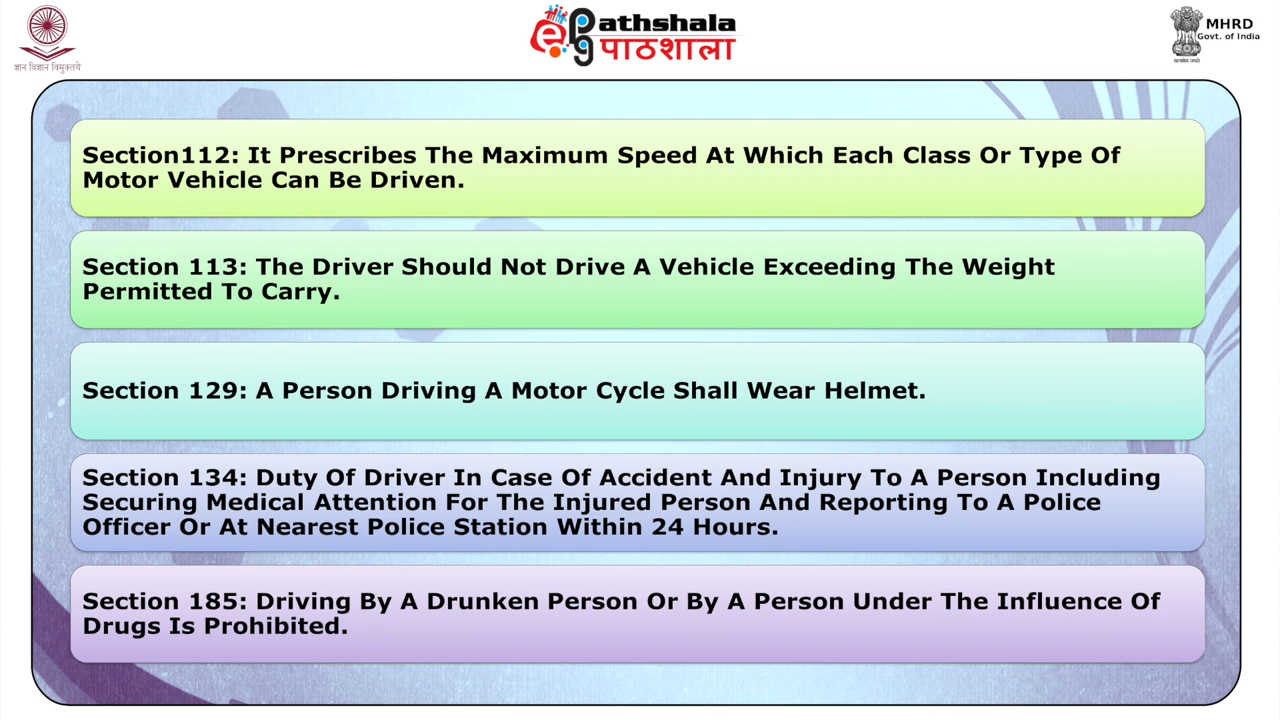 ज्ञान विज्ञान विमुक्तये
ePG Pathshala
पाठशाला
MHRD
Govt. of India
सत्यमेव जयते
Section112: It Prescribes The Maximum Speed At Which Each Class Or Type Of
Motor Vehicle Can Be Driven.
Section 113: The Driver Should Not Drive A Vehicle Exceeding The Weight
Permitted To Carry.
Section 129: A Person Driving A Motor Cycle Shall Wear Helmet.
Section 134: Duty Of Driver In Case Of Accident And Injury To A Person Including
Securing Medical Attention For The Injured Person And Reporting To A Police
Officer Or At Nearest Police Station Within 24 Hours.
Section 185: Driving By A Drunken Person Or By A Person Under The Influence Of
Drugs Is Prohibited.